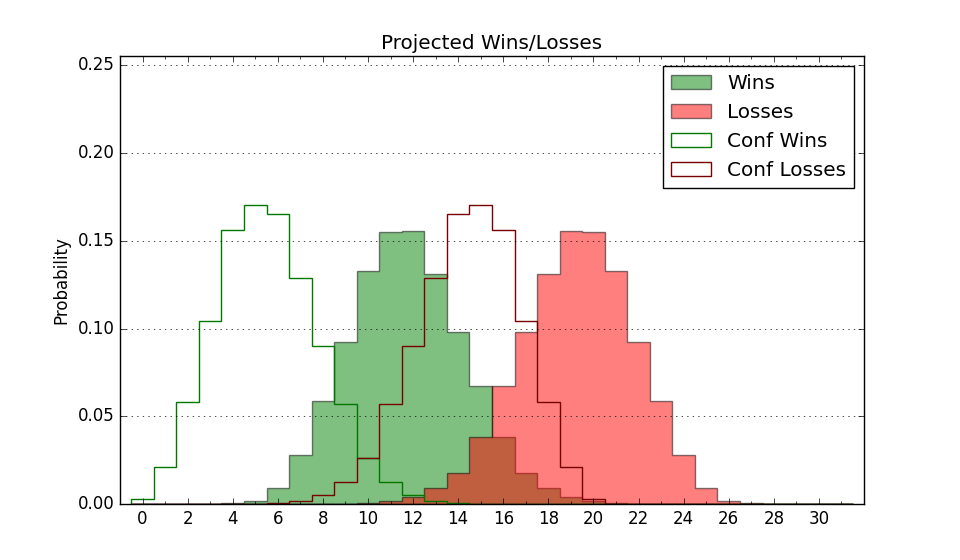 Projected Wins/Losses
0.25
0.20
0.15
0.10
0.05
0.00
Probability
Wins
Losses
Conf Wins
Conf Losses
0 2 4 6 8 10 12 14 16 18 20 22 24 26 28 30